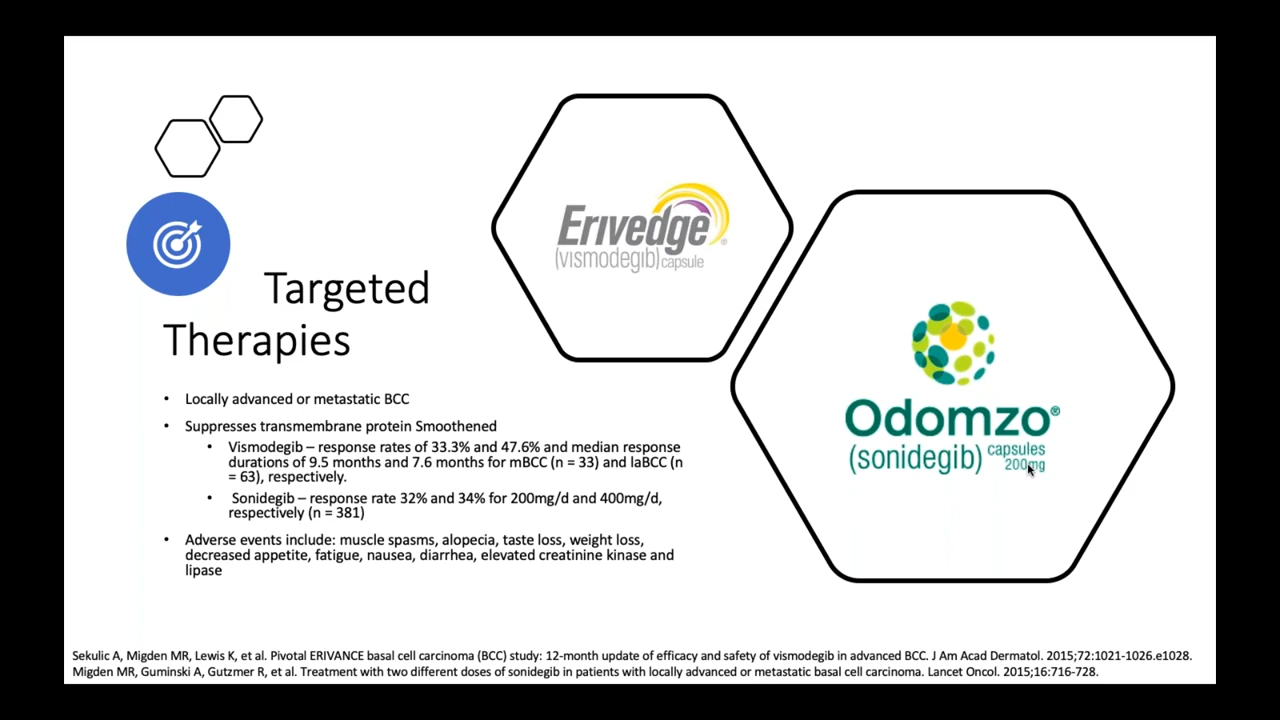 Targeted
Therapies
• Locally advanced or metastatic BCC
• Suppresses transmembrane protein Smoothened
• Vismodegib – response rates of 33.3% and 47.6% and median response
durations of 9.5 months and 7.6 months for mBCC (n = 33) and laBCC (n
= 63), respectively.
• Sonidegib – response rate 32% and 34% for 200mg/d and 400mg/d,
respectively (n = 381)
• Adverse events include: muscle spasms, alopecia, taste loss, weight loss,
decreased appetite, fatigue, nausea, diarrhea, elevated creatinine kinase and
lipase
Erivedge®
(vismodegib) capsule
Odomzo®
(sonidegib) capsules
200mg
Sekulic A, Migden MR, Lewis K, et al. Pivotal ERIVANCE basal cell carcinoma (BCC) study: 12-month update of efficacy and safety of vismodegib in advanced BCC. J Am Acad Dermatol. 2015;72:1021-1026.e1028.
Migden MR, Guminski A, Gutzmer R, et al. Treatment with two different doses of sonidegib in patients with locally advanced or metastatic basal cell carcinoma. Lancet Oncol. 2015;16:716-728.